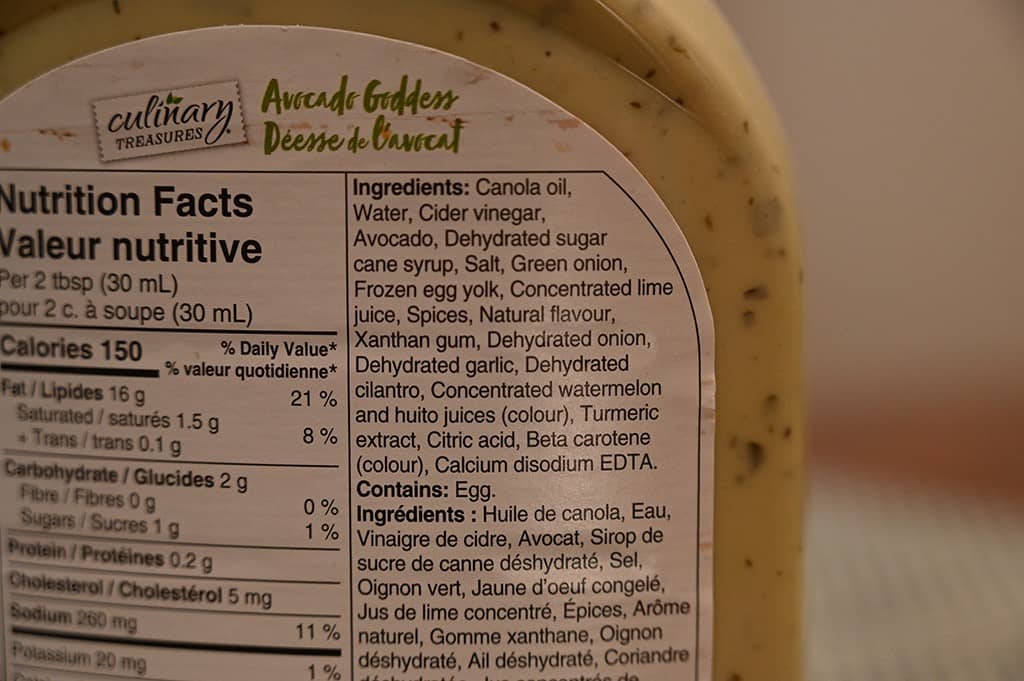 culinary
TREASURES
Avocado Goddess
Déesse de l'avocat
Nutrition Facts
Valeur nutritive
Per 2 tbsp (30 mL)
pour 2 c. à soupe (30 mL)
Calories 150
% Daily Value*
% valeur quotidienne*
Fat / Lipides 16 g 21 %
Saturated / saturés 1.5 g
+ Trans / trans 0.1 g 8 %
Carbohydrate / Glucides 2 g
Fibre / Fibres 0 g 0 %
Sugars / Sucres 1 g 1 %
Protein / Protéines 0.2 g
Cholesterol / Cholestérol 5 mg
Sodium 260 mg 11 %
Potassium 20 mg 1 %
Ingredients: Canola oil,
Water, Cider vinegar,
Avocado, Dehydrated sugar
cane syrup, Salt, Green onion,
Frozen egg yolk, Concentrated lime
juice, Spices, Natural flavour,
Xanthan gum, Dehydrated onion,
Dehydrated garlic, Dehydrated
cilantro, Concentrated watermelon
and huito juices (colour), Turmeric
extract, Citric acid, Beta carotene
(colour), Calcium disodium EDTA.
Contains: Egg.
Ingrédients : Huile de canola, Eau,
Vinaigre de cidre, Avocat, Sirop de
sucre de canne déshydraté, Sel,
Oignon vert, Jaune d'oeuf congelé,
Jus de lime concentré, Épices, Arôme
naturel, Gomme xanthane, Oignon
déshydraté, Ail déshydraté, Coriandre